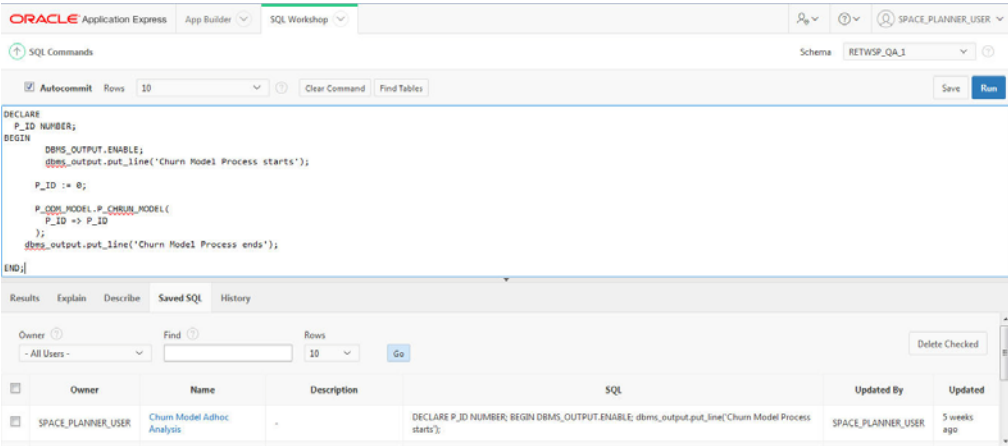 ORACLE Application Express App Builder SQL Workshop SPACE_PLANNER_USER
SQL Commands Schema RETWSP_QA_1
Autocommit Rows 10 Clear Command Find Tables Save Run
DECLARE
P_ID NUMBER;
BEGIN
DBMS_OUTPUT.ENABLE;
dbms_output.put_line('Churn Model Process starts');
P_ID := 0;
P_ODM_MODEL.P_CHRUN_MODEL(
P_ID => P_ID
);
dbms_output.put_line('Churn Model Process ends');
END;
Results Explain Describe Saved SQL History
Owner Find Rows
- All Users - 10 Go Delete Checked
Owner Name Description SQL Updated By Updated
SPACE_PLANNER_USER Churn Model Adhoc - DECLARE P_ID NUMBER; BEGIN DBMS_OUTPUT.ENABLE; dbms_output.put_line('Churn Model Process SPACE_PLANNER_USER 5 weeks
Analysis starts'); ago